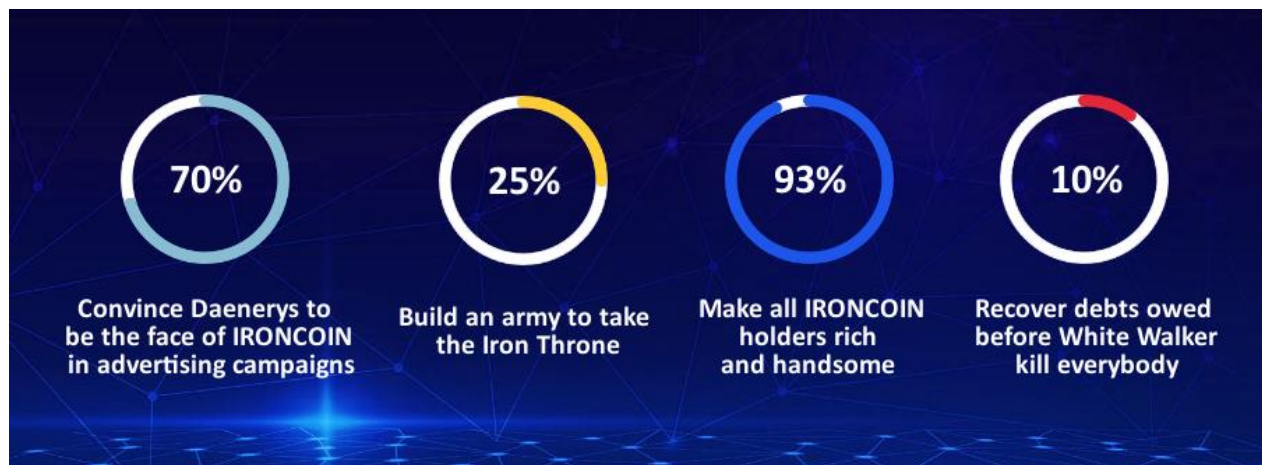 70%
25%
93%
10%
Convince Daenerys to
be the face of IRONCOIN
in advertising campaigns
Build an army to take
the Iron Throne
Make all IRONCOIN
holders rich
and handsome
Recover debts owed
before White Walker
kill everybody